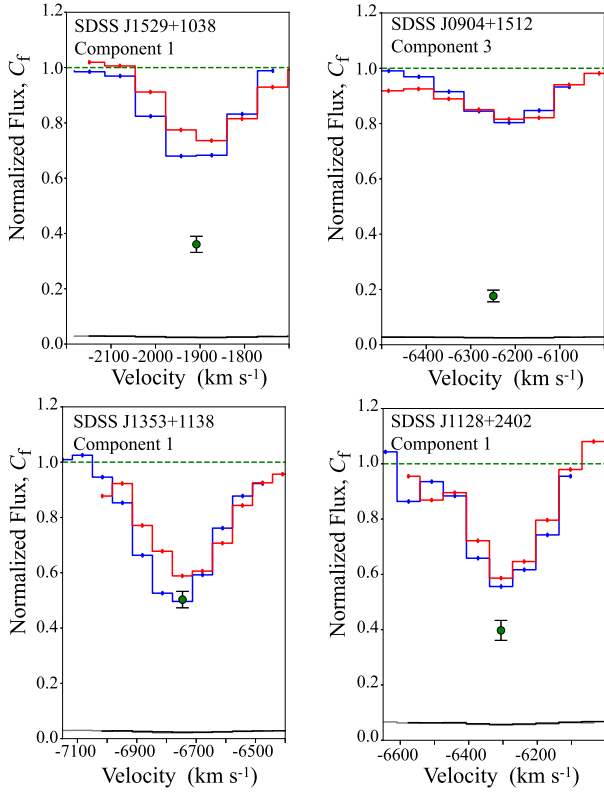 SDSS J1529+1038
Component 1
Normalized Flux, Cf
1.2
1.0
0.8
0.6
0.4
0.2
0.0
-2100 -2000 -1900 -1800
Velocity (km s-1)
SDSS J0904+1512
Component 3
Normalized Flux, Cf
1.2
1.0
0.8
0.6
0.4
0.2
0.0
-6400 -6300 -6200 -6100
Velocity (km s-1)
SDSS J1353+1138
Component 1
Normalized Flux, Cf
1.2
1.0
0.8
0.6
0.4
0.2
0.0
-7100 -6900 -6700 -6500
Velocity (km s-1)
SDSS J1128+2402
Component 1
Normalized Flux, Cf
1.2
1.0
0.8
0.6
0.4
0.2
0.0
-6600 -6400 -6200
Velocity (km s-1)